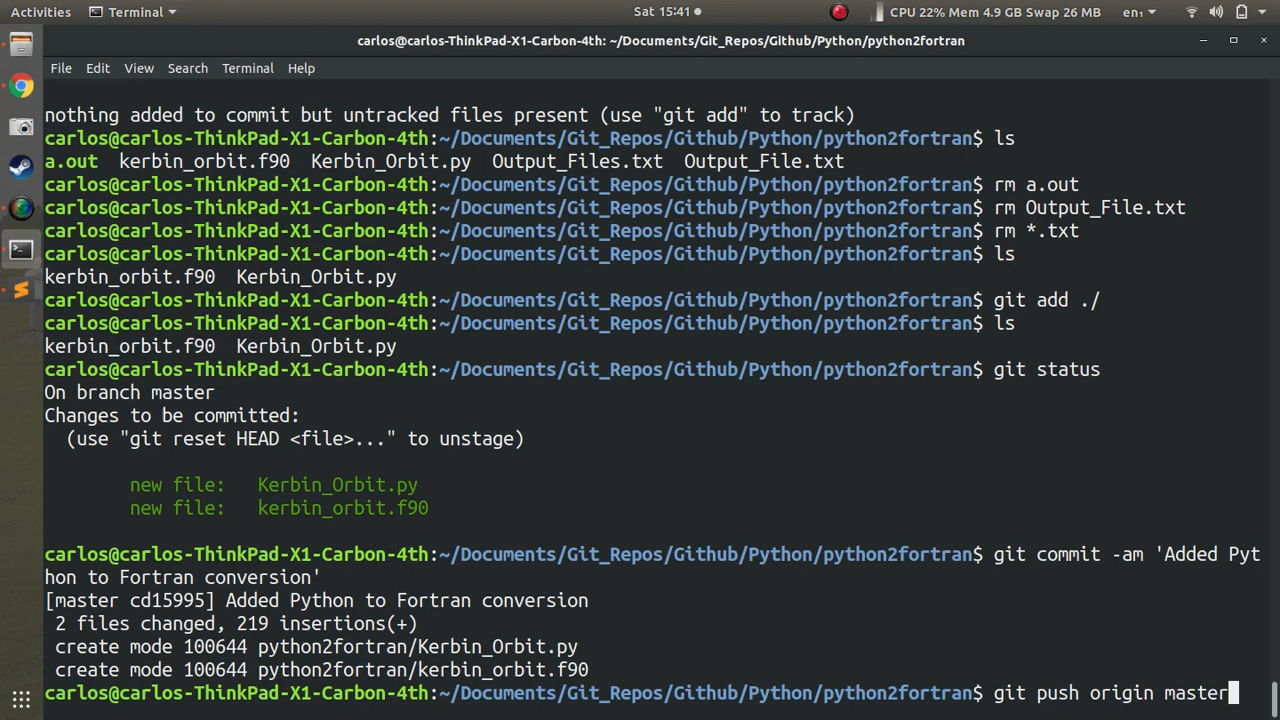 Activities Terminal Sat 15:41 CPU 22% Mem 4.9 GB Swap 26 MB en₁
carlos@carlos-ThinkPad-X1-Carbon-4th: ~/Documents/Git_Repos/Github/Python/python2fortran
File Edit View Search Terminal Help
nothing added to commit but untracked files present (use "git add" to track)
carlos@carlos-ThinkPad-X1-Carbon-4th:~/Documents/Git_Repos/Github/Python/python2fortran$ ls
a.out kerbin_orbit.f90 Kerbin_Orbit.py Output_Files.txt Output_File.txt
carlos@carlos-ThinkPad-X1-Carbon-4th:~/Documents/Git_Repos/Github/Python/python2fortran$ rm a.out
carlos@carlos-ThinkPad-X1-Carbon-4th:~/Documents/Git_Repos/Github/Python/python2fortran$ rm Output_File.txt
carlos@carlos-ThinkPad-X1-Carbon-4th:~/Documents/Git_Repos/Github/Python/python2fortran$ rm *.txt
carlos@carlos-ThinkPad-X1-Carbon-4th:~/Documents/Git_Repos/Github/Python/python2fortran$ ls
kerbin_orbit.f90 Kerbin_Orbit.py
carlos@carlos-ThinkPad-X1-Carbon-4th:~/Documents/Git_Repos/Github/Python/python2fortran$ git add ./
carlos@carlos-ThinkPad-X1-Carbon-4th:~/Documents/Git_Repos/Github/Python/python2fortran$ ls
kerbin_orbit.f90 Kerbin_Orbit.py
carlos@carlos-ThinkPad-X1-Carbon-4th:~/Documents/Git_Repos/Github/Python/python2fortran$ git status
On branch master
Changes to be committed:
(use "git reset HEAD <file>..." to unstage)
new file: Kerbin_Orbit.py
new file: kerbin_orbit.f90
carlos@carlos-ThinkPad-X1-Carbon-4th:~/Documents/Git_Repos/Github/Python/python2fortran$ git commit -am 'Added Pyt
hon to Fortran conversion'
[master cd15995] Added Python to Fortran conversion
2 files changed, 219 insertions(+)
create mode 100644 python2fortran/Kerbin_Orbit.py
create mode 100644 python2fortran/kerbin_orbit.f90
carlos@carlos-ThinkPad-X1-Carbon-4th:~/Documents/Git_Repos/Github/Python/python2fortran$ git push origin master